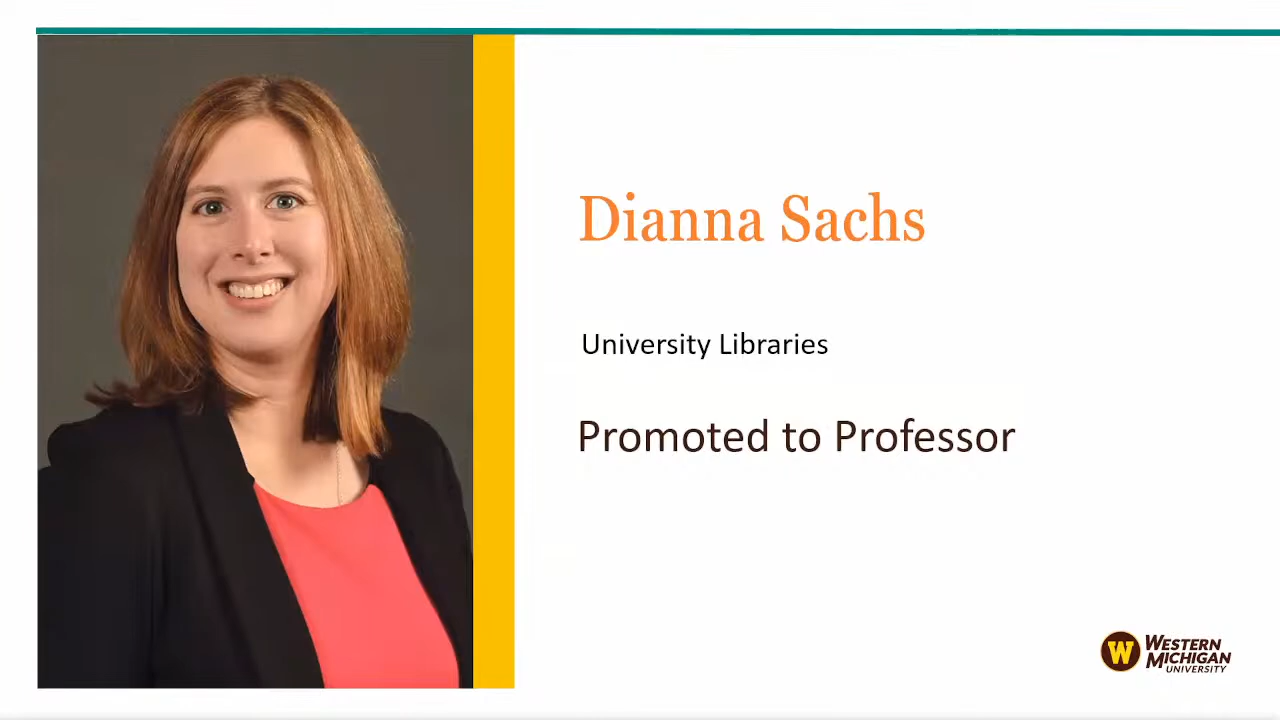 Dianna Sachs
University Libraries
Promoted to Professor
W
WESTERN
MICHIGAN
UNIVERSITY